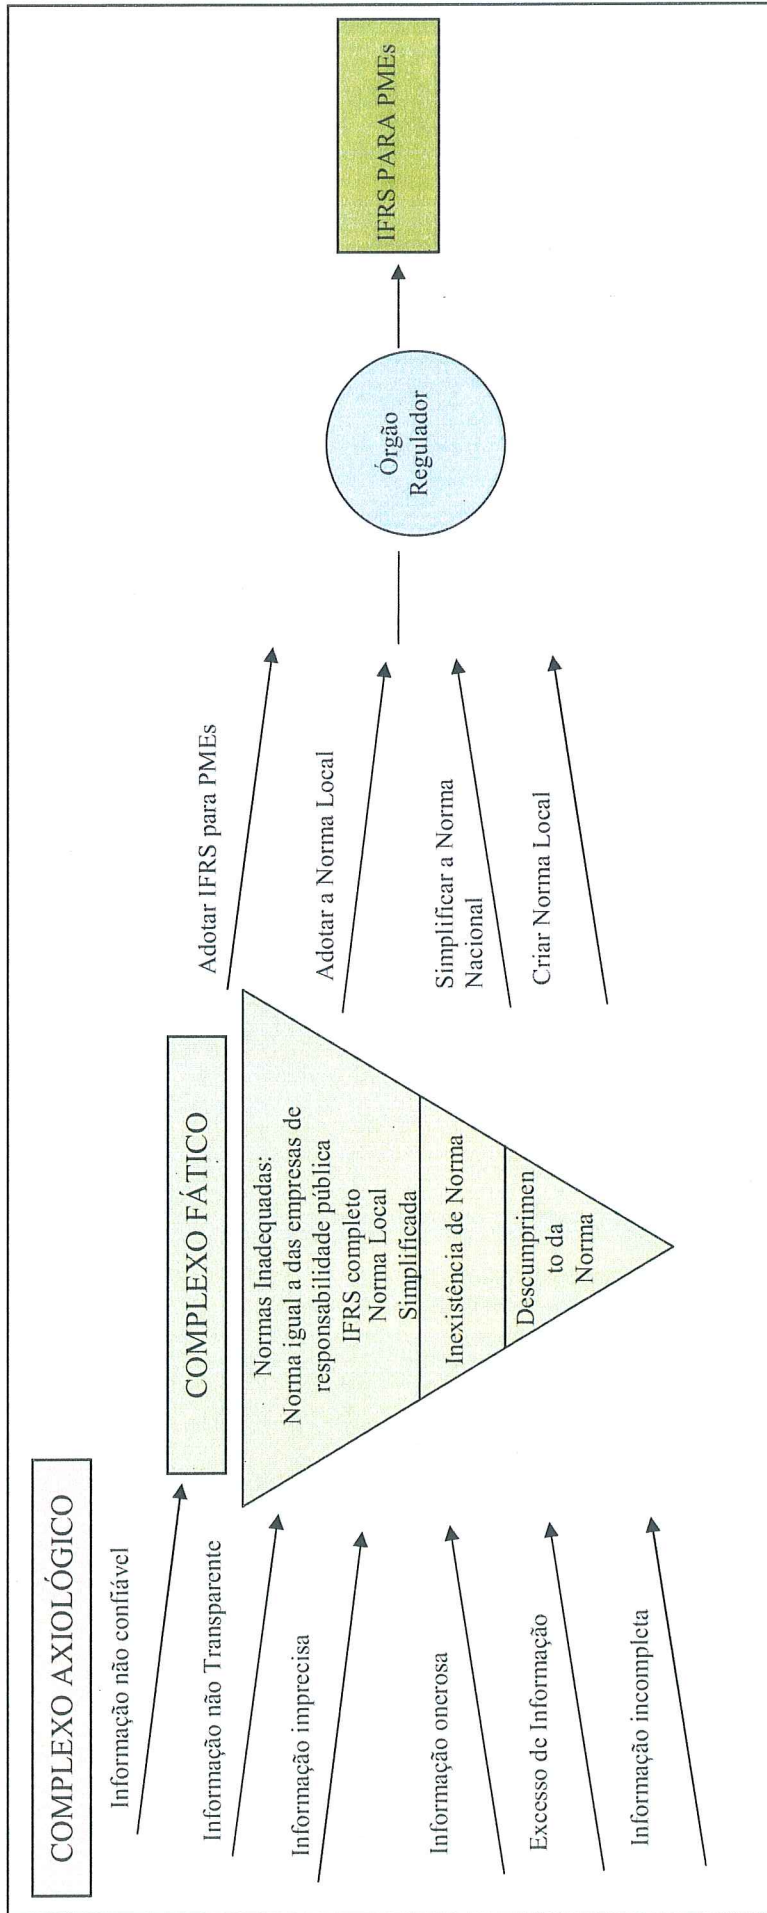 COMPLEXO AXIOLÓGICO
Informação não confiável
Informação não Transparente
Informação imprecisa
Informação onerosa
Excesso de Informação
Informação incompleta
COMPLEXO FÁTICO
Normas Inadequadas:
Norma igual a das empresas de
responsabilidade pública
IFRS completo
Norma Local
Simplificada
Inexistência de Norma
Descumprimen
to da
Norma
Adotar IFRS para PMEs
Adotar a Norma Local
Simplificar a Norma
Nacional
Criar Norma Local
Órgão
Regulador
IFRS PARA PMEs